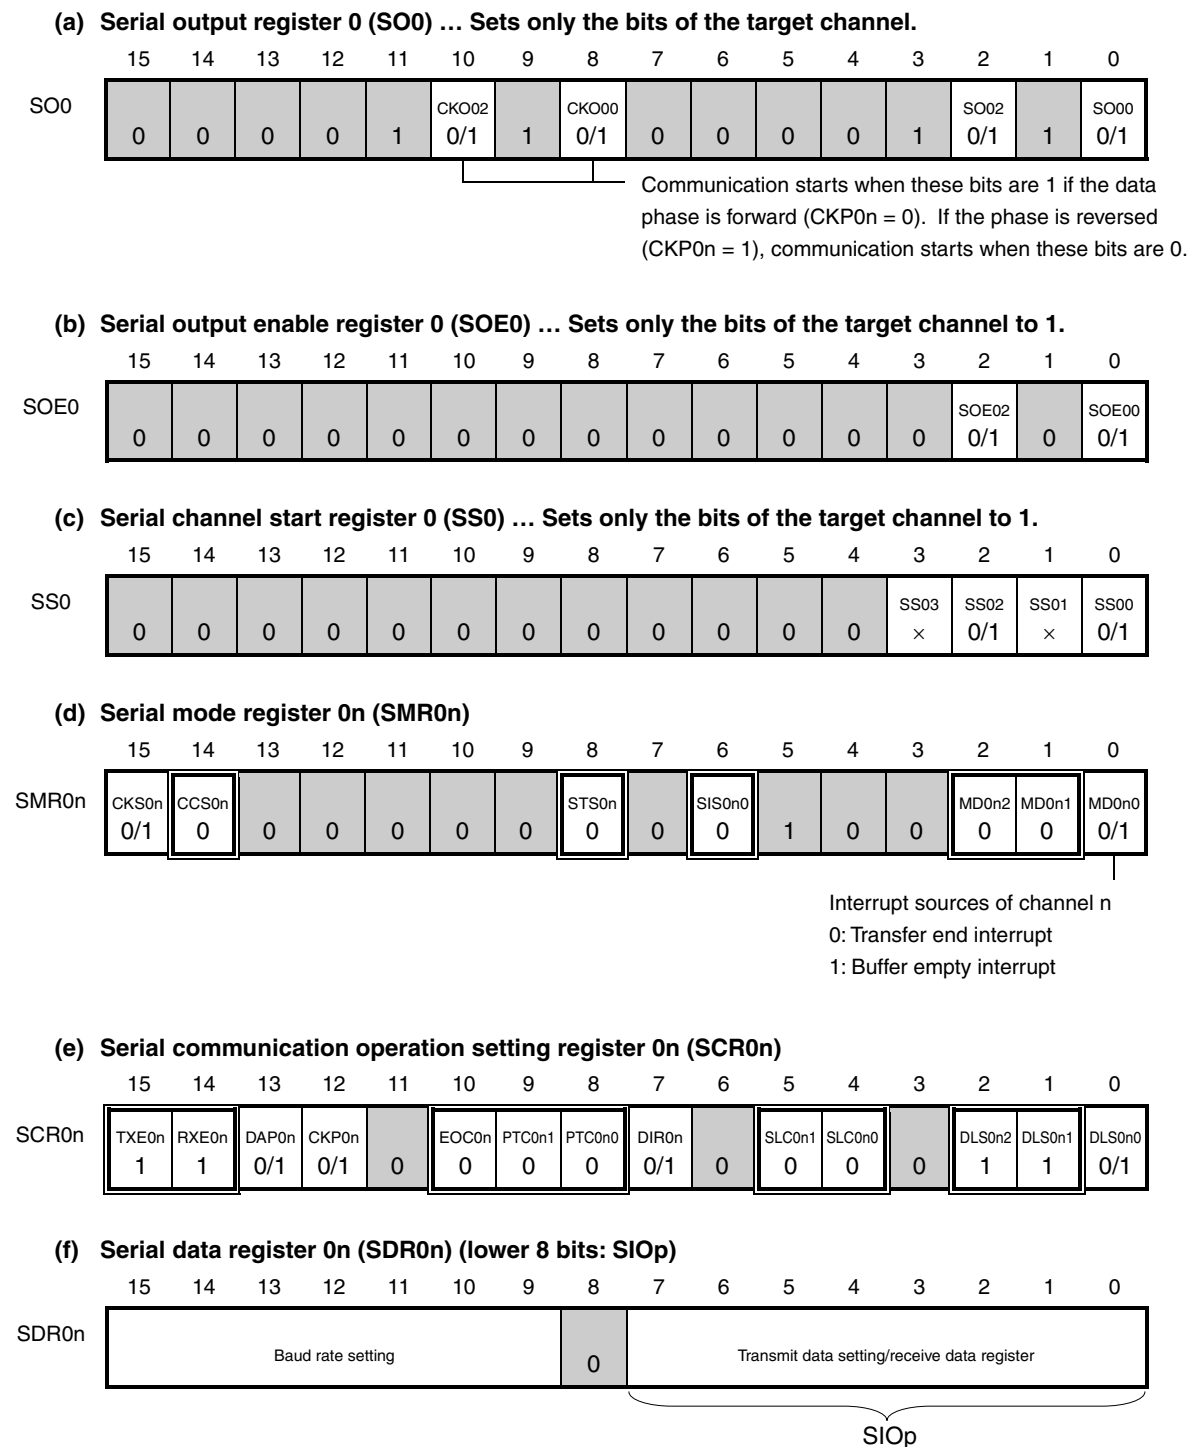 (a) Serial output register 0 (SO0) … Sets only the bits of the target channel.
15 14 13 12 11 10 9 8 7 6 5 4 3 2 1 0
SO0
CKO02 CKO00 SO02 SO00
0 0 0 0 1 0/1 1 0/1 0 0 0 0 1 0/1 1 0/1
Communication starts when these bits are 1 if the data
phase is forward (CKP0n = 0). If the phase is reversed
(CKP0n = 1), communication starts when these bits are 0.
(b) Serial output enable register 0 (SOE0) … Sets only the bits of the target channel to 1.
15 14 13 12 11 10 9 8 7 6 5 4 3 2 1 0
SOE0
SOE02 SOE00
0 0 0 0 0 0 0 0 0 0 0 0 0 0/1 0 0/1
(c) Serial channel start register 0 (SS0) … Sets only the bits of the target channel to 1.
15 14 13 12 11 10 9 8 7 6 5 4 3 2 1 0
SS0
SS03 SS02 SS01 SS00
0 0 0 0 0 0 0 0 0 0 0 0 × 0/1 × 0/1
(d) Serial mode register 0n (SMR0n)
15 14 13 12 11 10 9 8 7 6 5 4 3 2 1 0
SMR0n
CKS0n CCS0n STS0n SIS0n0 MD0n2 MD0n1 MD0n0
0/1 0 0 0 0 0 0 0 0 0 1 0 0 0 0 0/1
Interrupt sources of channel n
0: Transfer end interrupt
1: Buffer empty interrupt
(e) Serial communication operation setting register 0n (SCR0n)
15 14 13 12 11 10 9 8 7 6 5 4 3 2 1 0
SCR0n
TXE0n RXE0n DAP0n CKP0n EOC0n PTC0n1 PTC0n0 DIR0n SLC0n1 SLC0n0 DLS0n2 DLS0n1 DLS0n0
1 1 0/1 0/1 0 0 0 0 0/1 0 0 0 0 1 1 0/1
(f) Serial data register 0n (SDR0n) (lower 8 bits: SIOp)
15 14 13 12 11 10 9 8 7 6 5 4 3 2 1 0
SDR0n
Baud rate setting 0 Transmit data setting/receive data register
SIOp